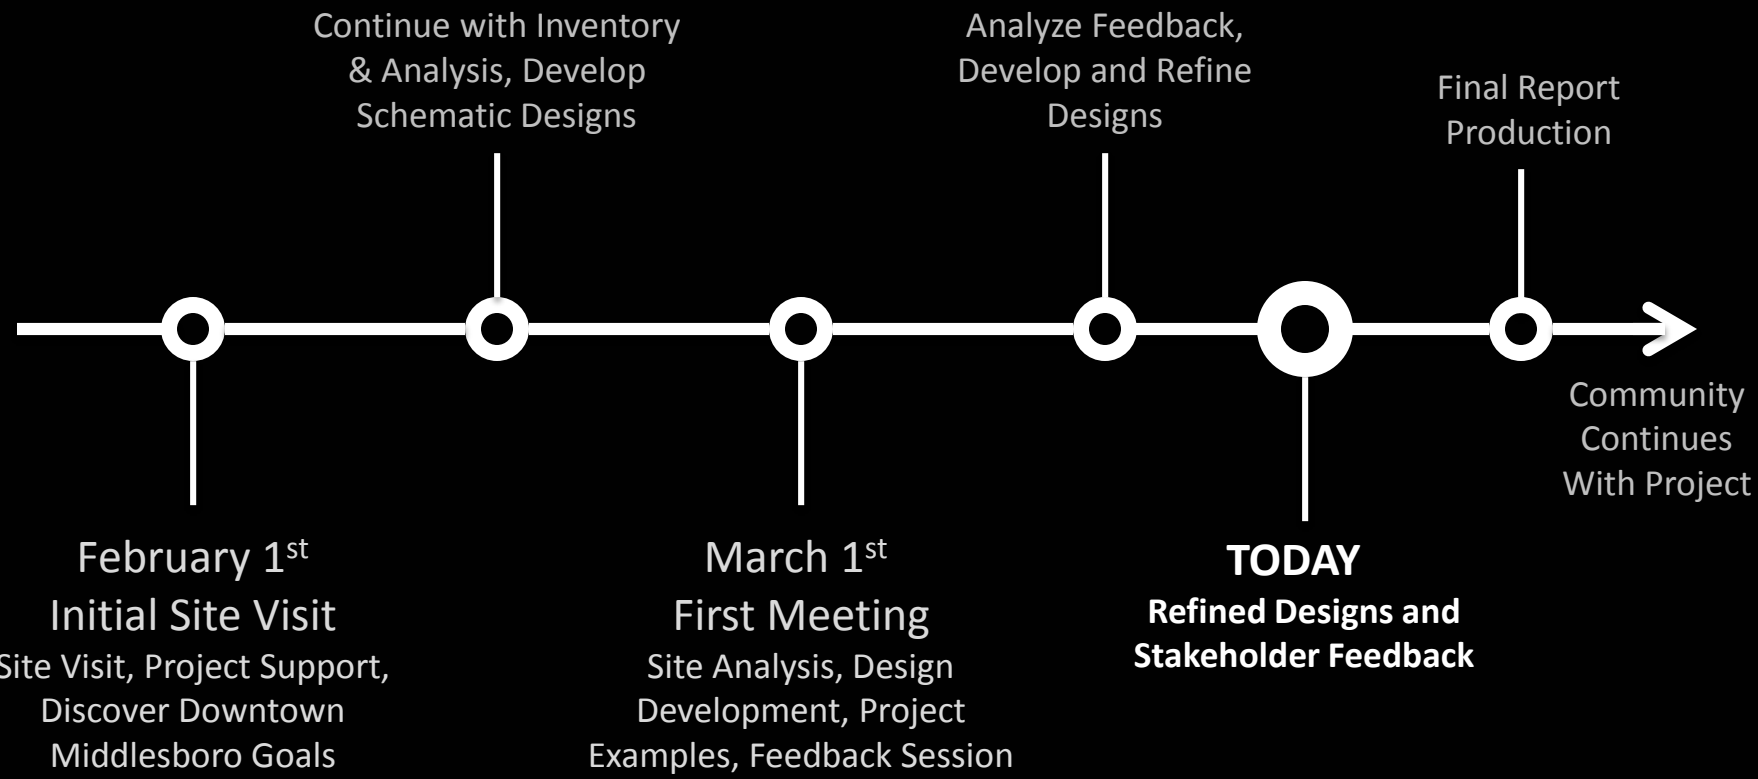 Continue with Inventory
& Analysis, Develop
Schematic Designs
Analyze Feedback,
Develop and Refine
Designs
Final Report
Production
Community
Continues
With Project
February 1st
Initial Site Visit
Site Visit, Project Support,
Discover Downtown
Middlesboro Goals
March 1st
First Meeting
Site Analysis, Design
Development, Project
Examples, Feedback Session
TODAY
Refined Designs and
Stakeholder Feedback